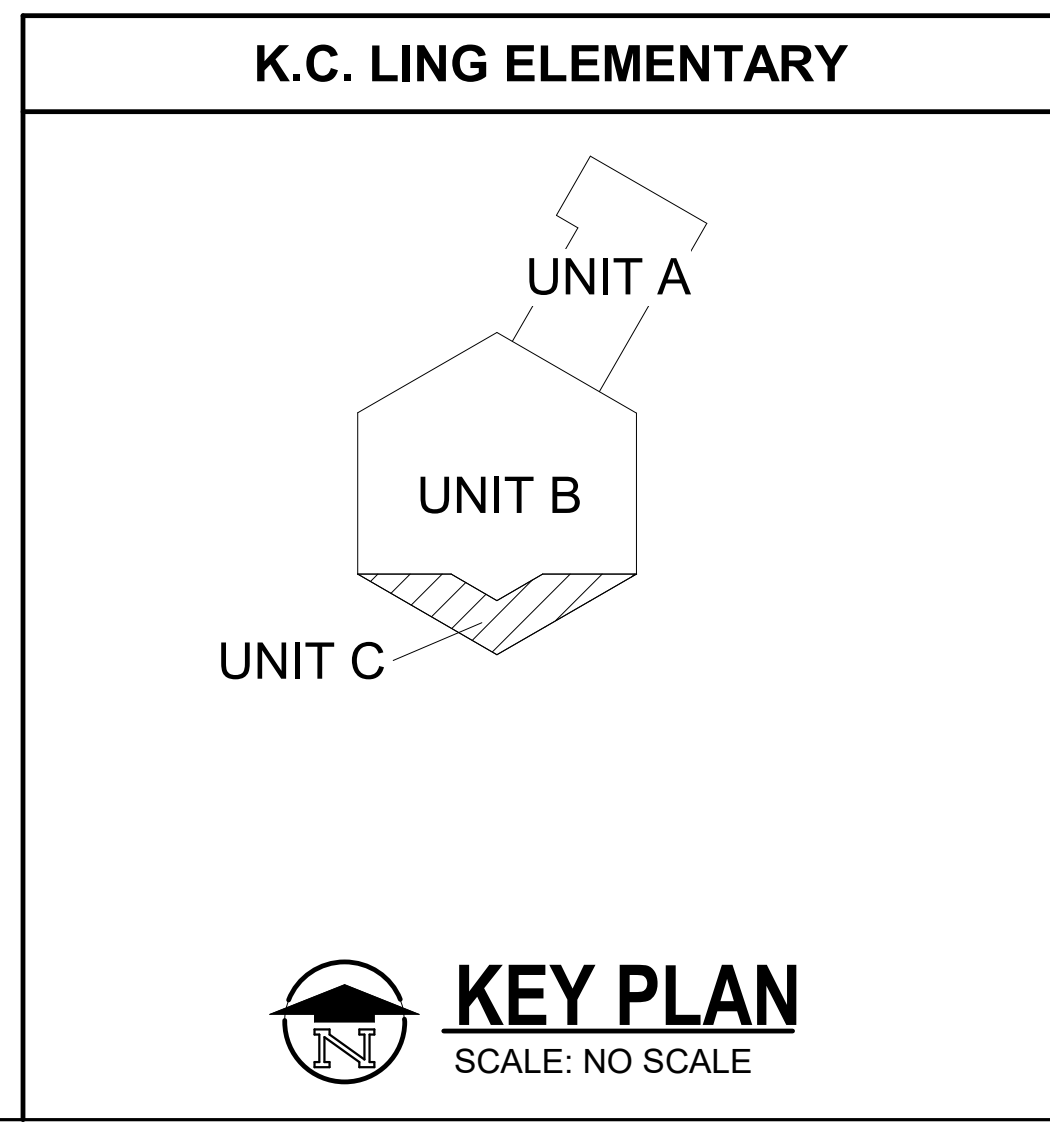 K.C. LING ELEMENTARY
UNIT A
UNIT B
UNIT C
N
KEY PLAN
SCALE: NO SCALE